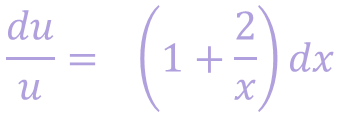 du/u = (1 + 2/x) dx